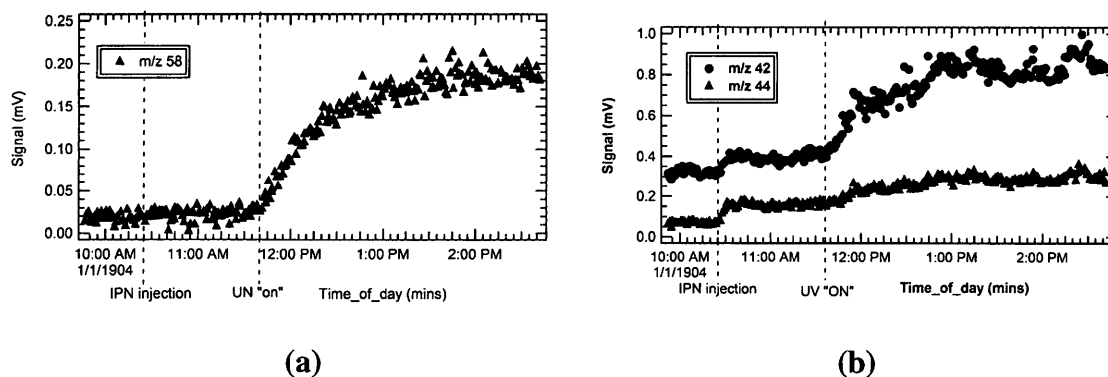 0.25
0.20
0.15
0.10
0.05
0.00
Signal (mV)
m/z 58
10:00 AM 11:00 AM 12:00 PM 1:00 PM 2:00 PM
1/1/1904
IPN injection UN "on" Time_of_day (mins)
(a)
1.0
0.8
0.6
0.4
0.2
0.0
Signal (mV)
m/z 42
m/z 44
10:00 AM 11:00 AM 12:00 PM 1:00 PM 2:00 PM
1/1/1904
IPN injection UV "ON" Time_of_day (mins)
(b)